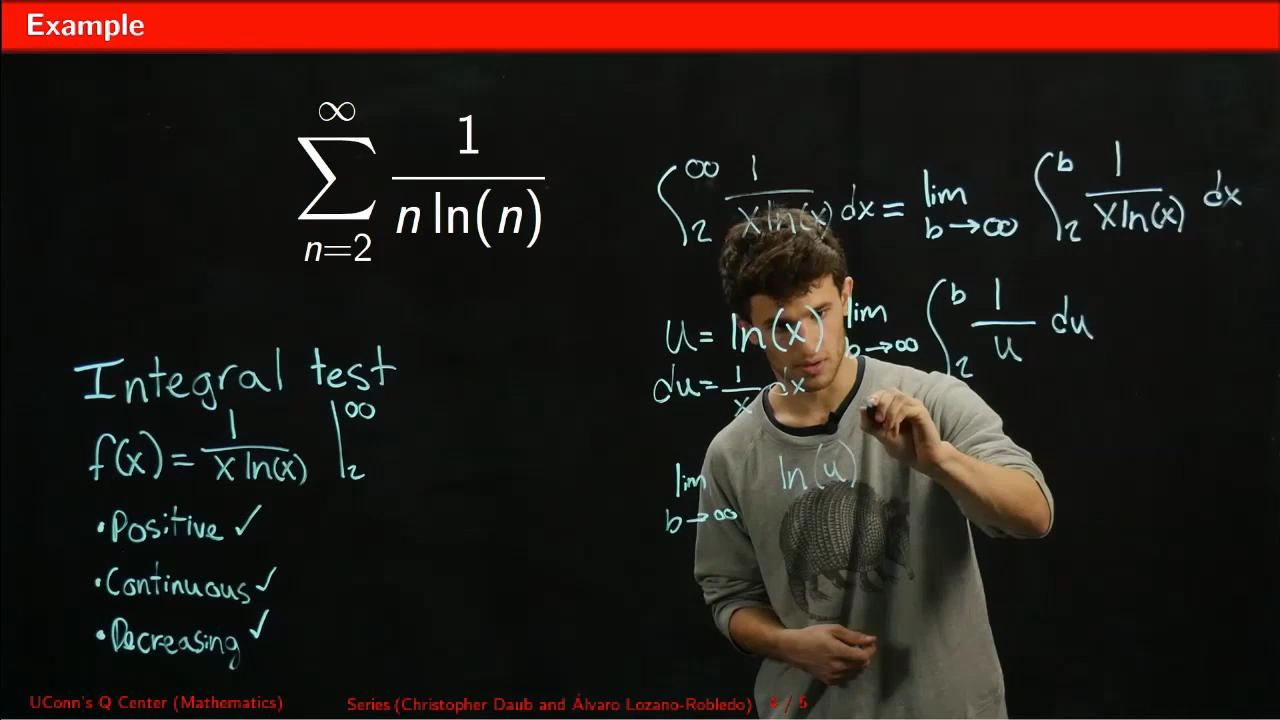 Example
∞
∑ 1 / (n ln(n))
n=2
∫₂^∞ 1/(x ln(x)) dx = lim b→∞ ∫₂^b 1/(x ln(x)) dx
u = ln(x) lim b→∞ ∫₂^b 1/u du
du = 1/x dx
lim b→∞ ln(u)
Integral test
f(x) = 1/(x ln(x)) |₂^∞
•Positive ✓
•Continuous ✓
•Decreasing ✓
UConn's Q Center (Mathematics) Series (Christopher Daub and Álvaro Lozano-Robledo) 4 / 5